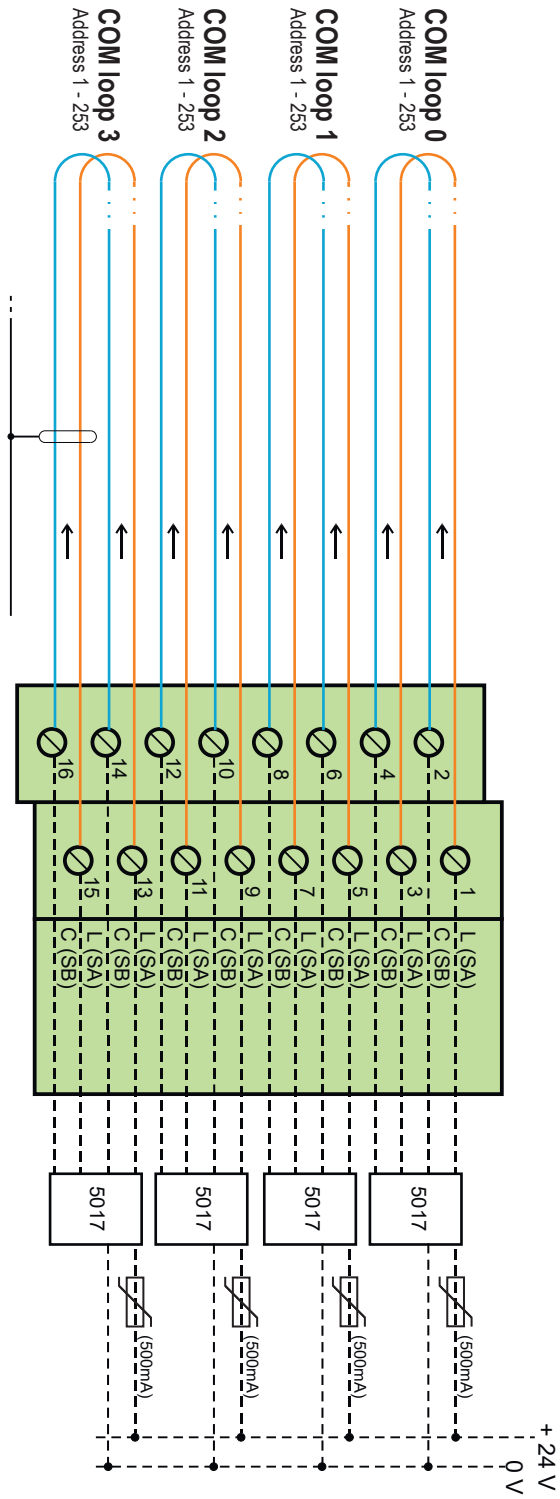 COM loop 0
Address 1 - 253
COM loop 1
Address 1 - 253
COM loop 2
Address 1 - 253
COM loop 3
Address 1 - 253
1
2
3
4
5
6
7
8
9
10
11
12
13
14
15
16
L (SA)
C (SB)
L (SA)
C (SB)
L (SA)
C (SB)
L (SA)
C (SB)
L (SA)
C (SB)
L (SA)
C (SB)
L (SA)
C (SB)
L (SA)
C (SB)
5017
5017
5017
5017
(500mA)
(500mA)
(500mA)
(500mA)
+ 24 V
0 V